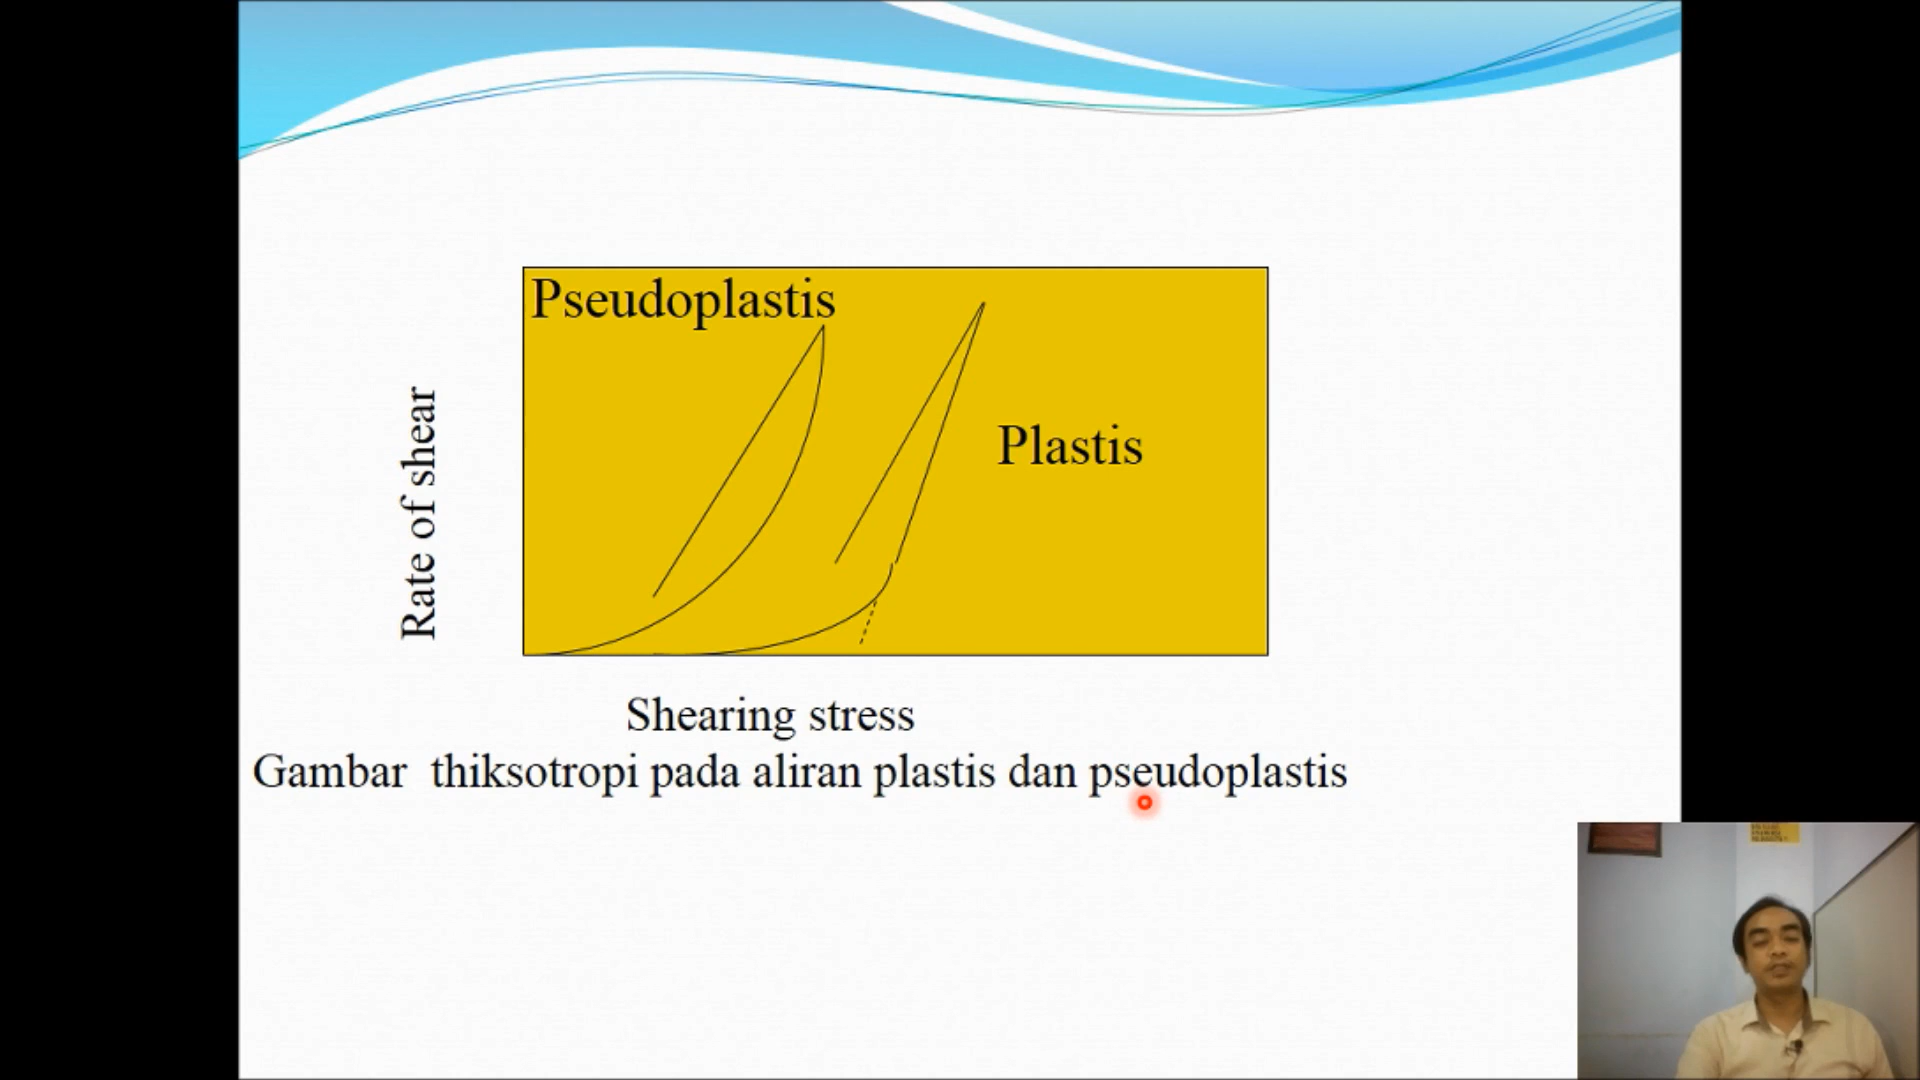 Pseudoplastis
Plastis
Rate of shear
Shearing stress
Gambar thiksotropi pada aliran plastis dan pseudoplastis